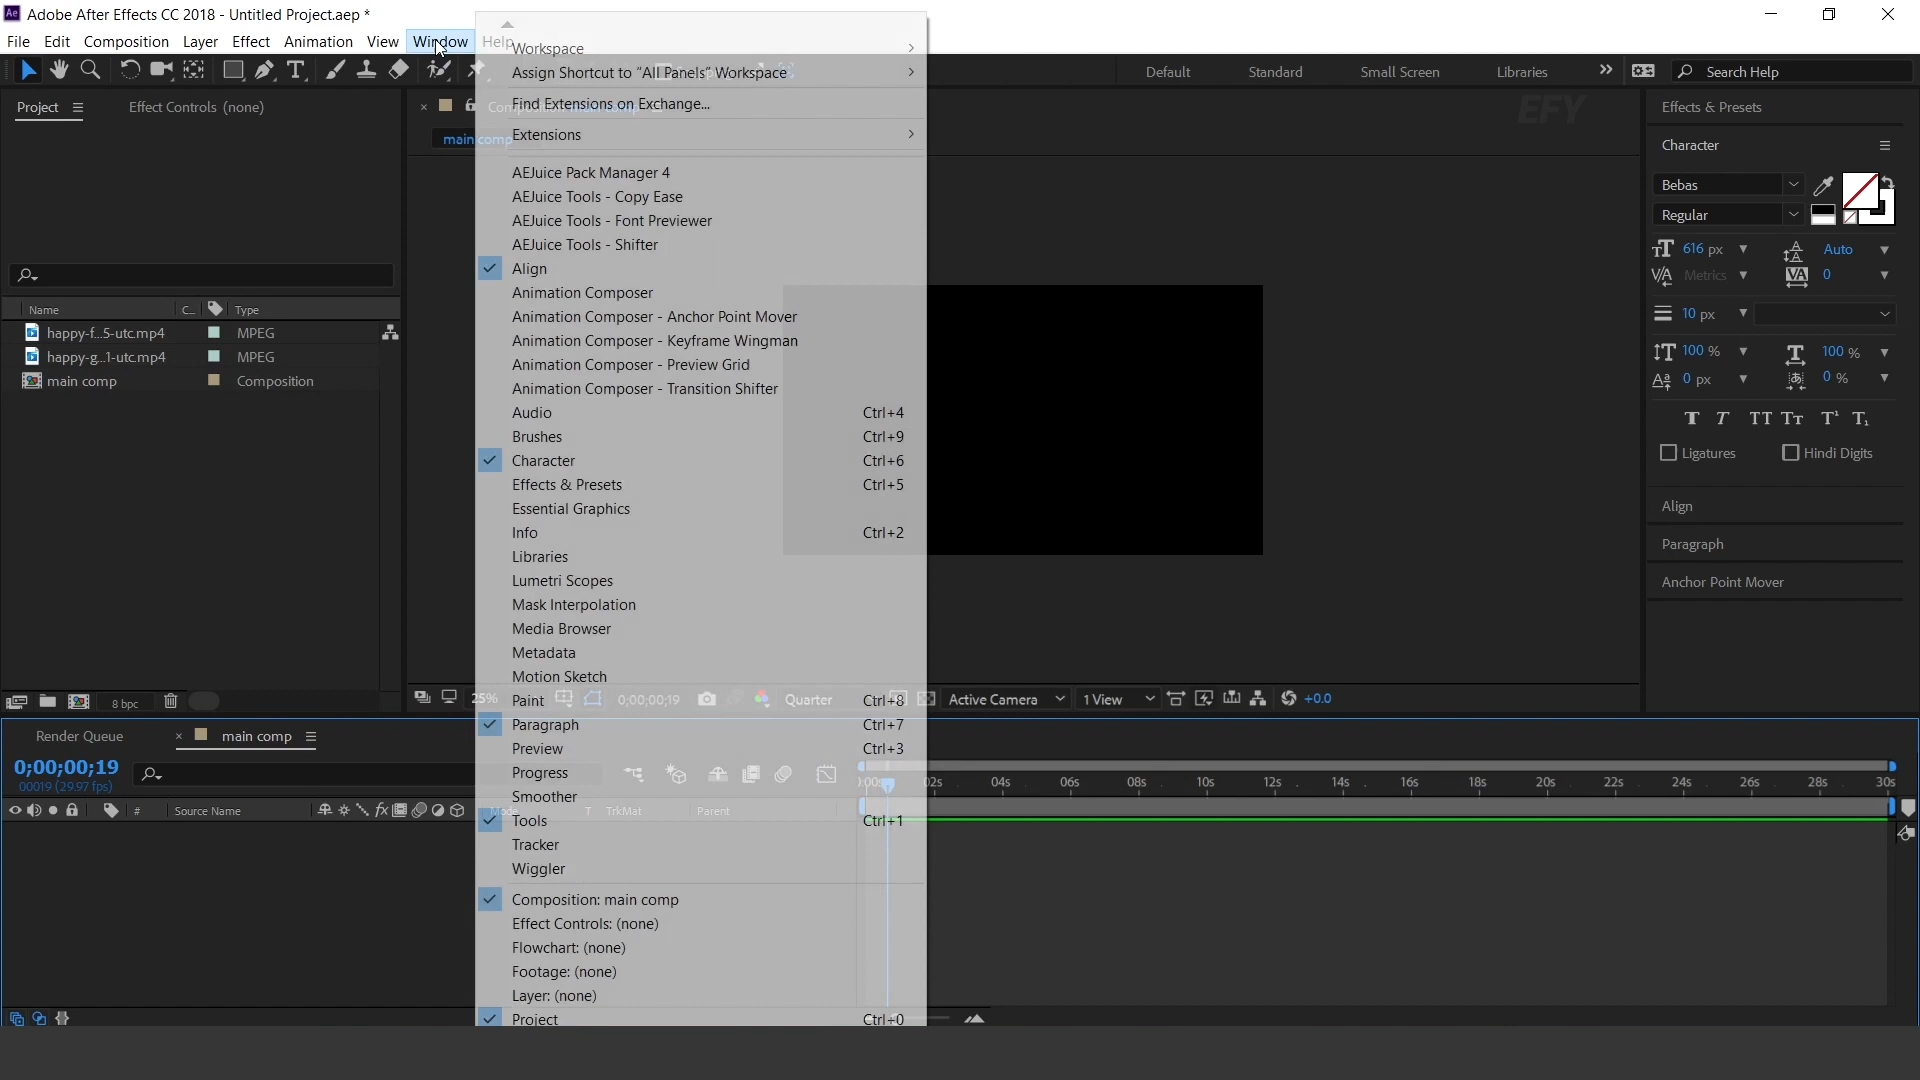 Adobe After Effects CC 2018 - Untitled Project.aep *
File Edit Composition Layer Effect Animation View Window Help
Default Standard Small Screen Libraries Search Help
Project Effect Controls (none)
main comp
EFY
Name Type
happy-f...5-utc.mp4 MPEG
happy-g...1-utc.mp4 MPEG
main comp Composition
8 bpc
Workspace
Assign Shortcut to "All Panels" Workspace
Find Extensions on Exchange...
Extensions
AEJuice Pack Manager 4
AEJuice Tools - Copy Ease
AEJuice Tools - Font Previewer
AEJuice Tools - Shifter
Align
Animation Composer
Animation Composer - Anchor Point Mover
Animation Composer - Keyframe Wingman
Animation Composer - Preview Grid
Animation Composer - Transition Shifter
Audio Ctrl+4
Brushes Ctrl+9
Character Ctrl+6
Effects & Presets Ctrl+5
Essential Graphics
Info Ctrl+2
Libraries
Lumetri Scopes
Mask Interpolation
Media Browser
Metadata
Motion Sketch
Paint Ctrl+8
Paragraph Ctrl+7
Preview Ctrl+3
Progress
Smoother
Tools Ctrl+1
Tracker
Wiggler
Composition: main comp
Effect Controls: (none)
Flowchart: (none)
Footage: (none)
Layer: (none)
Project Ctrl+0
25% 0;00;00;19 Quarter Active Camera 1 View +0.0
Effects & Presets
Character
Bebas
Regular
616 px Auto
Metrics 0
10 px
100 % 100 %
0 px 0 %
Ligatures Hindi Digits
Align
Paragraph
Anchor Point Mover
Render Queue main comp
0;00;00;19
00019 (29.97 fps)
# Source Name Mode T TrkMat Parent
):00s 02s 04s 06s 08s 10s 12s 14s 16s 18s 20s 22s 24s 26s 28s 30s